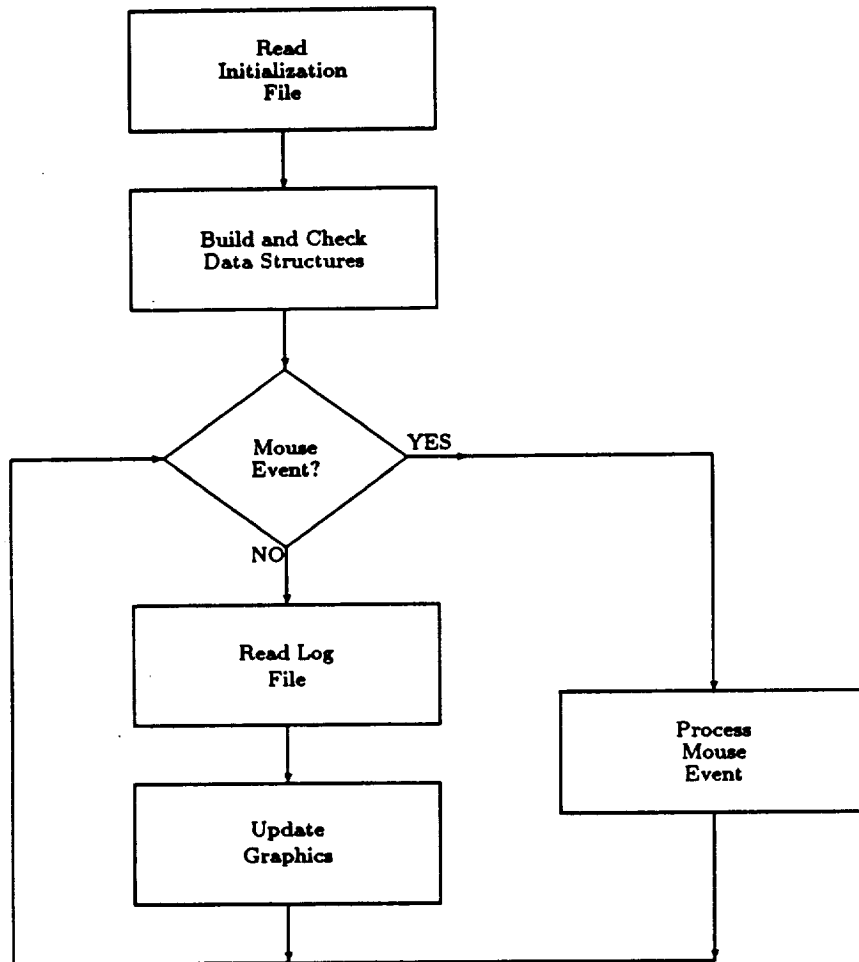 Read
Initialization
File
Build and Check
Data Structures
Mouse
Event?
YES
NO
Read Log
File
Process
Mouse
Event
Update
Graphics